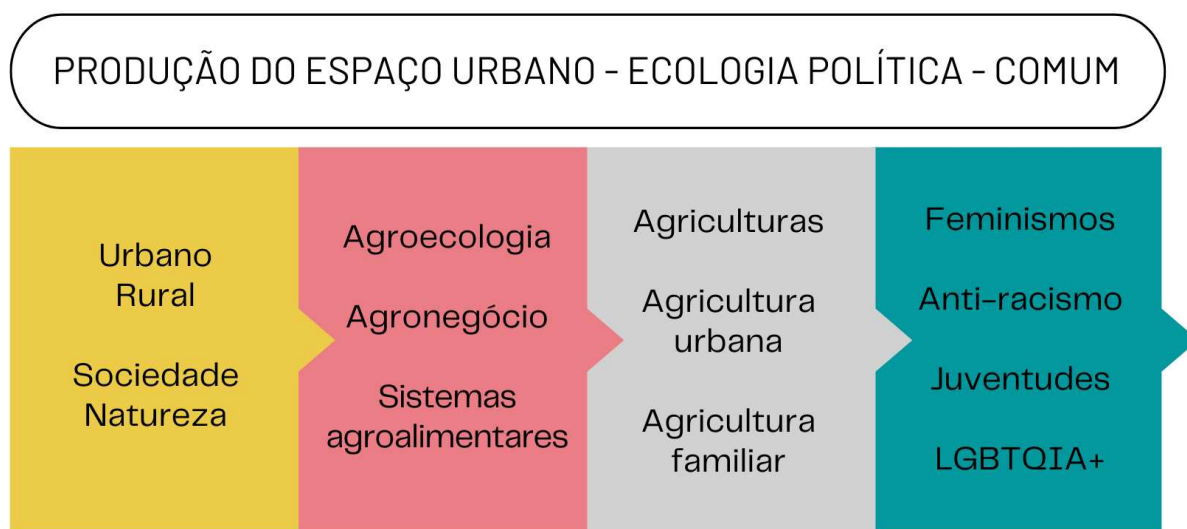 PRODUÇÃO DO ESPAÇO URBANO - ECOLOGIA POLÍTICA - COMUM
Urbano
Rural
Sociedade
Natureza
Agroecologia
Agronegócio
Sistemas
agroalimentares
Agriculturas
Agricultura
urbana
Agricultura
familiar
Feminismos
Anti-racismo
Juventudes
LGBTQIA+